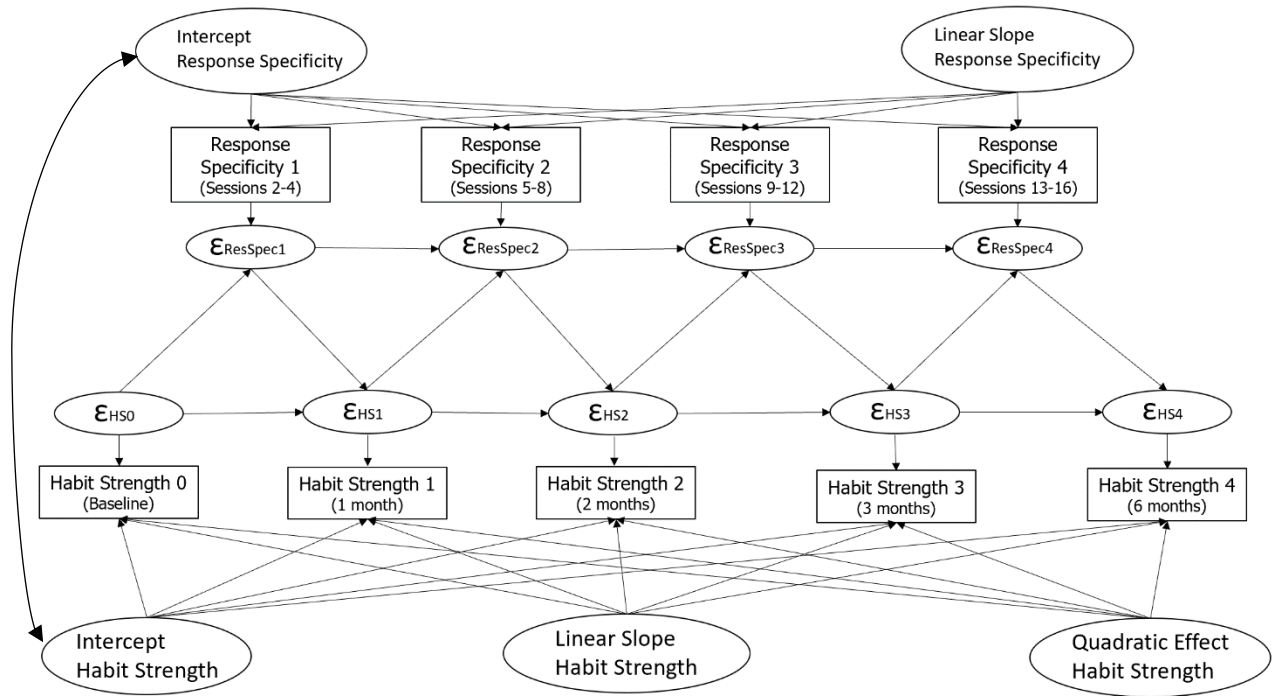 Intercept
Response Specificity
Linear Slope
Response Specificity
Response
Specificity 1
(Sessions 2-4)
Response
Specificity 2
(Sessions 5-8)
Response
Specificity 3
(Sessions 9-12)
Response
Specificity 4
(Sessions 13-16)
εResSpec1
εResSpec2
εResSpec3
εResSpec4
εHS0
εHS1
εHS2
εHS3
εHS4
Habit Strength 0
(Baseline)
Habit Strength 1
(1 month)
Habit Strength 2
(2 months)
Habit Strength 3
(3 months)
Habit Strength 4
(6 months)
Intercept
Habit Strength
Linear Slope
Habit Strength
Quadratic Effect
Habit Strength